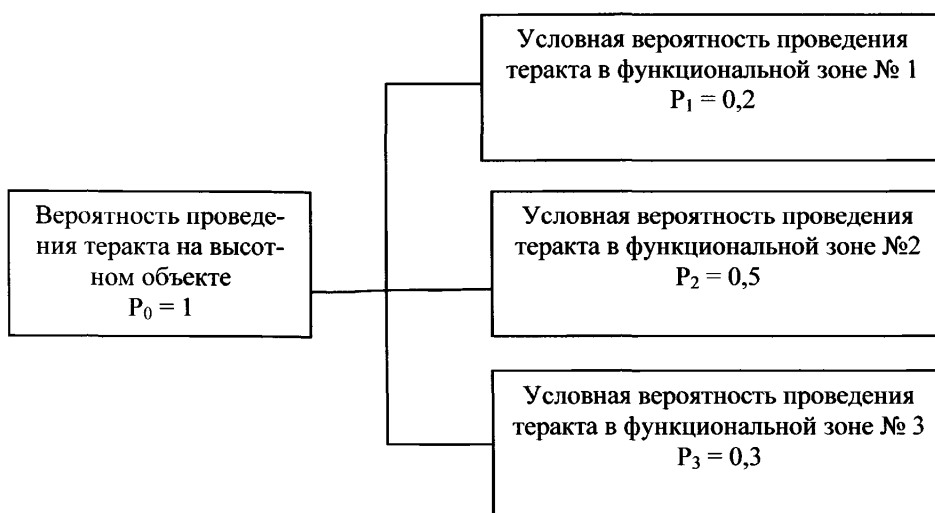 Условная вероятность проведения
теракта в функциональной зоне № 1
P₁ = 0,2
Вероятность проведе-
ния теракта на высот-
ном объекте
P₀ = 1
Условная вероятность проведения
теракта в функциональной зоне №2
P₂ = 0,5
Условная вероятность проведения
теракта в функциональной зоне № 3
P₃ = 0,3